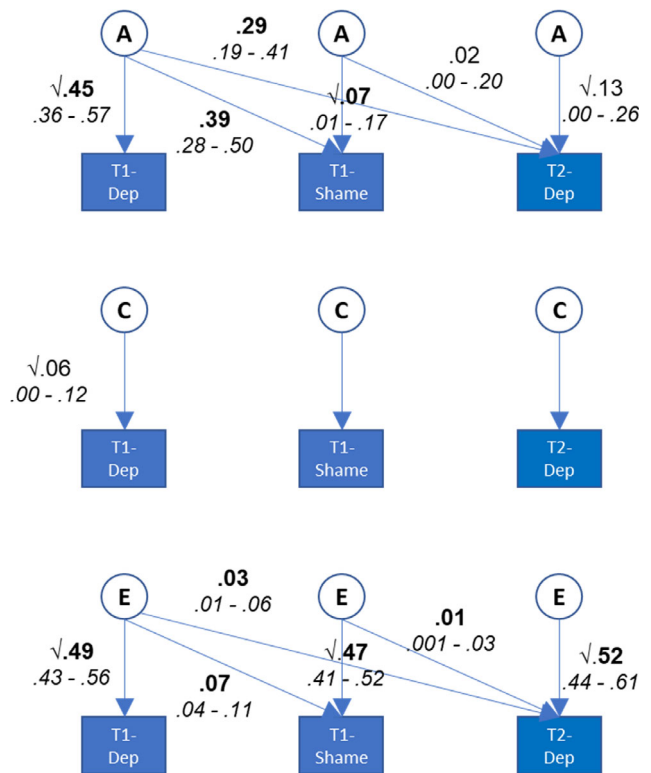 A A A
.29
.19 - .41
.02
.00 - .20
√.45
.36 - .57
.39
.28 - .50
√.07
.01 - .17
√.13
.00 - .26
T1-
Dep
T1-
Shame
T2-
Dep
C C C
√.06
.00 - .12
T1-
Dep
T1-
Shame
T2-
Dep
E E E
.03
.01 - .06
.01
.001 - .03
√.49
.43 - .56
.07
.04 - .11
√.47
.41 - .52
√.52
.44 - .61
T1-
Dep
T1-
Shame
T2-
Dep